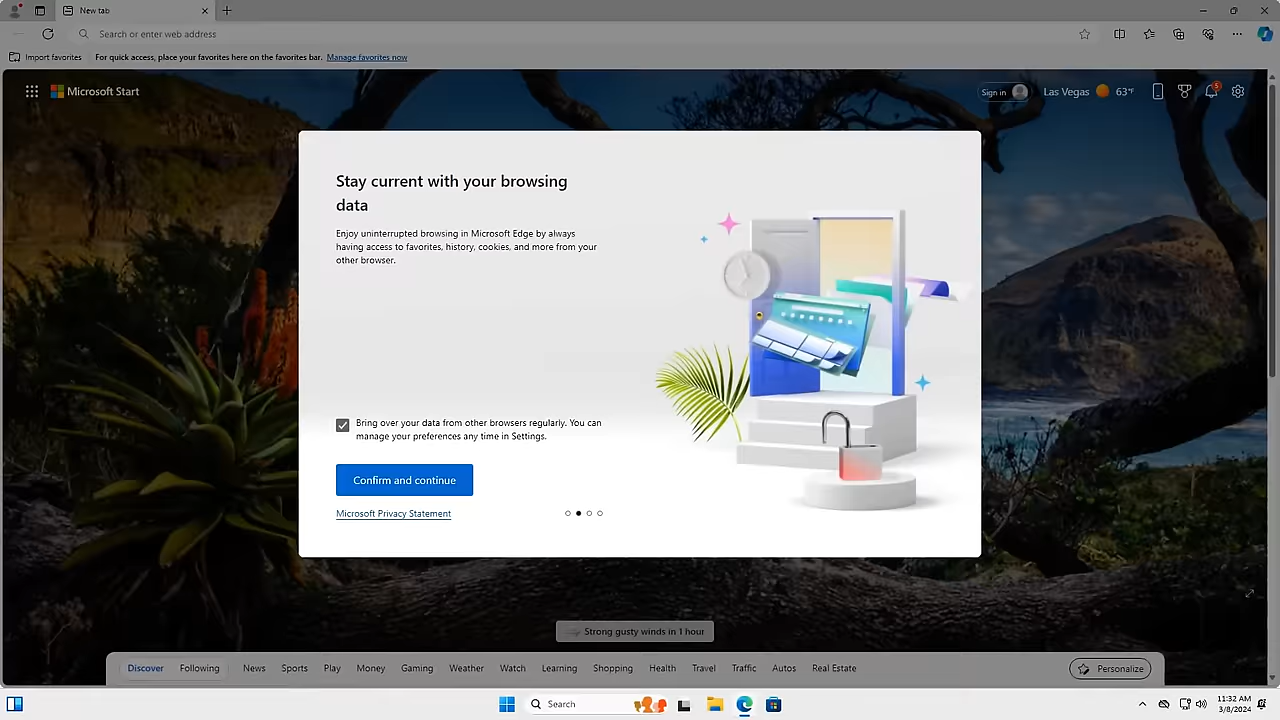 New tab
Search or enter web address
Import favorites For quick access, place your favorites here on the favorites bar. Manage favorites now
Microsoft Start
Sign in
Las Vegas 63°F
5
Stay current with your browsing
data
Enjoy uninterrupted browsing in Microsoft Edge by always
having access to favorites, history, cookies, and more from your
other browser.
Bring over your data from other browsers regularly. You can
manage your preferences any time in Settings.
Confirm and continue
Microsoft Privacy Statement
Strong gusty winds in 1 hour
Discover Following News Sports Play Money Gaming Weather Watch Learning Shopping Health Travel Traffic Autos Real Estate Personalize
Search
11:32 AM
3/8/2024